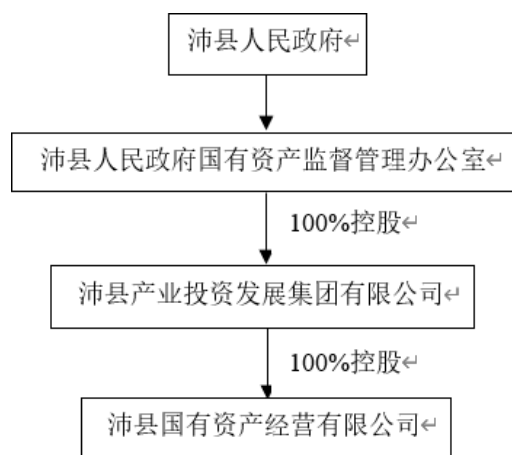 沛县人民政府↵
沛县人民政府国有资产监督管理办公室↵
100%控股↵
沛县产业投资发展集团有限公司↵
100%控股↵
沛县国有资产经营有限公司↵